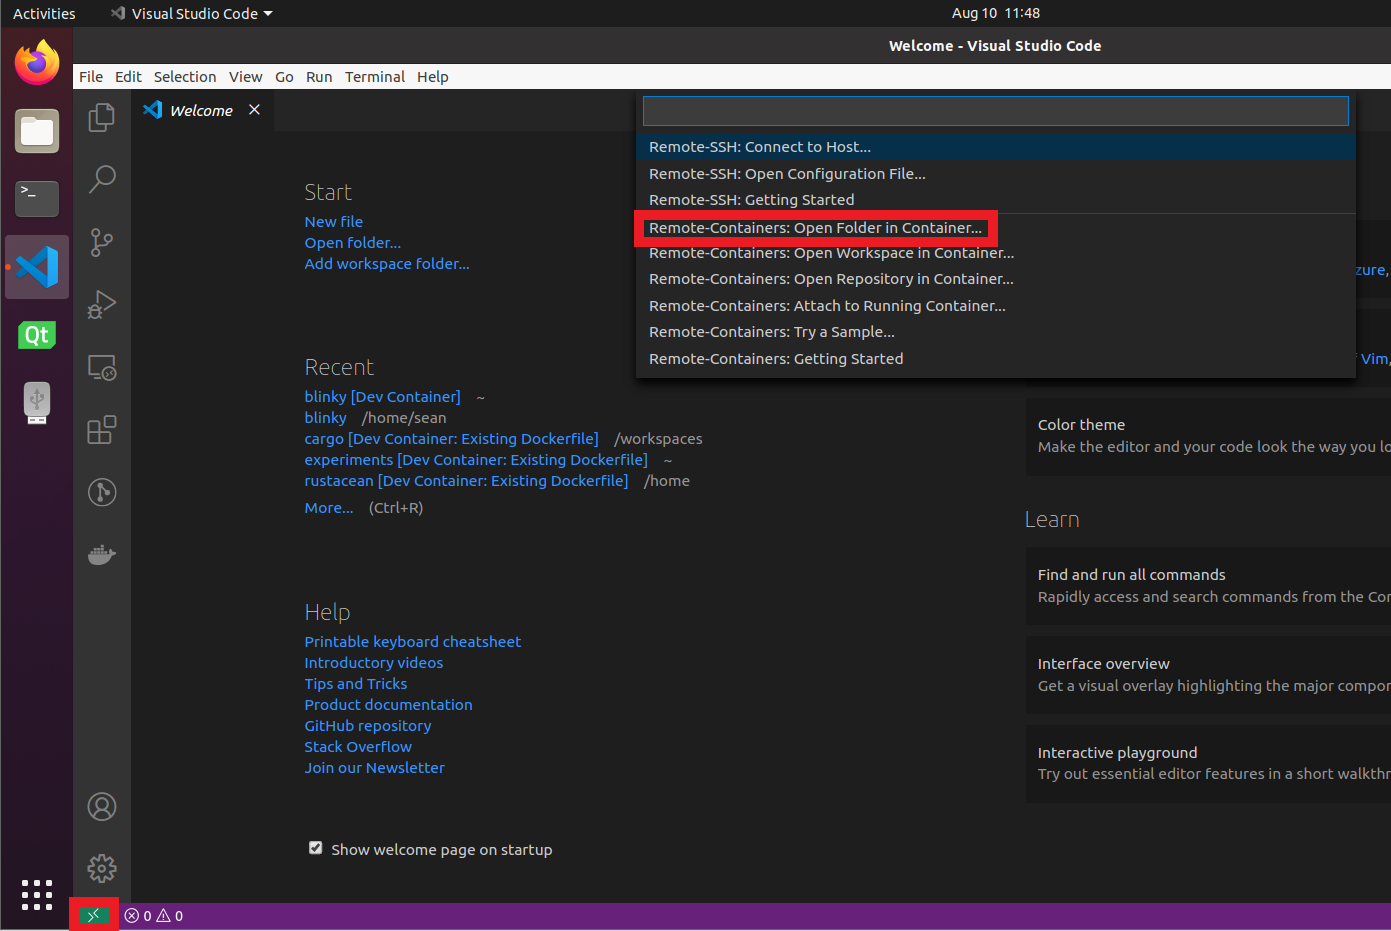 Activities
Visual Studio Code
Aug 10 11:48
Welcome - Visual Studio Code
File Edit Selection View Go Run Terminal Help
Welcome
Remote-SSH: Connect to Host...
Remote-SSH: Open Configuration File...
Remote-SSH: Getting Started
Remote-Containers: Open Folder in Container...
Remote-Containers: Open Workspace in Container...
Remote-Containers: Open Repository in Container...
Remote-Containers: Attach to Running Container...
Remote-Containers: Try a Sample...
Remote-Containers: Getting Started
>_
Qt
Start
New file
Open folder...
Add workspace folder...
Recent
blinky [Dev Container] ~
blinky /home/sean
cargo [Dev Container: Existing Dockerfile] /workspaces
experiments [Dev Container: Existing Dockerfile] ~
rustacean [Dev Container: Existing Dockerfile] /home
More... (Ctrl+R)
Help
Printable keyboard cheatsheet
Introductory videos
Tips and Tricks
Product documentation
GitHub repository
Stack Overflow
Join our Newsletter
Show welcome page on startup
zure,
Vim,
Color theme
Make the editor and your code look the way you lo
Learn
Find and run all commands
Rapidly access and search commands from the Co
Interface overview
Get a visual overlay highlighting the major compor
Interactive playground
Try out essential editor features in a short walkthr
0 0